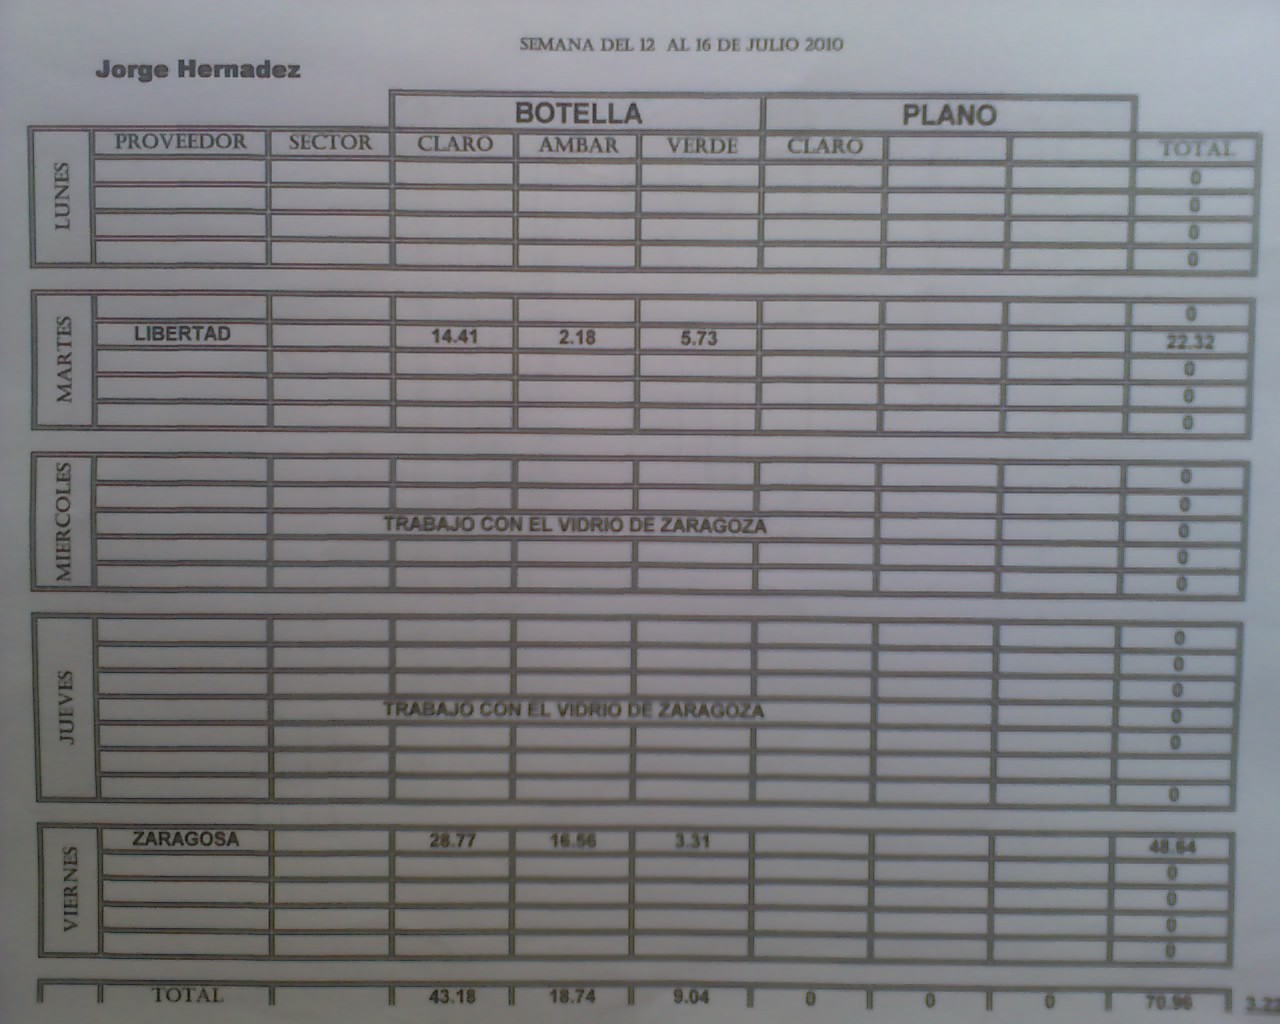 SEMANA DEL 12 AL 16 DE JULIO 2010
Jorge Hernadez
BOTELLA PLANO
LUNES PROVEEDOR SECTOR CLARO AMBAR VERDE CLARO TOTAL
0
0
0
0
MARTES
0
LIBERTAD 14.41 2.18 5.73 22.32
0
0
0
MIERCOLES
0
0
TRABAJO CON EL VIDRIO DE ZARAGOZA 0
0
0
JUEVES
0
0
0
TRABAJO CON EL VIDRIO DE ZARAGOZA 0
0
0
VIERNES
ZARAGOSA 28.77 16.56 3.31 48.64
0
0
0
0
TOTAL 43.18 18.74 9.04 0 0 0 70.96